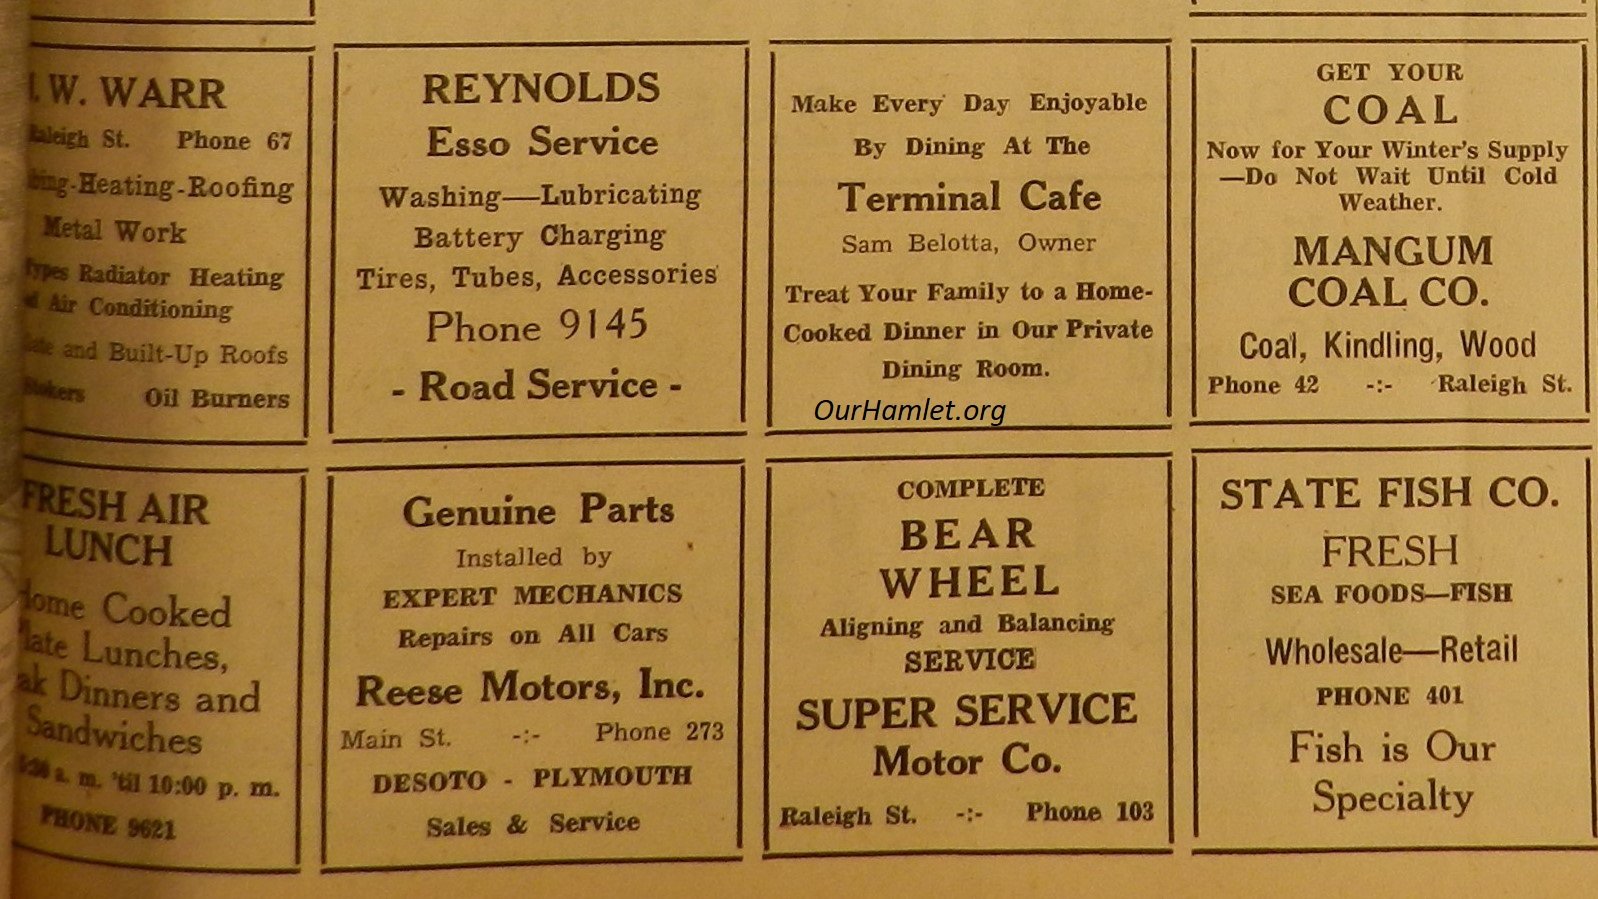 W. WARR
Raleigh St. Phone 67
-Heating-Roofing
Metal Work
Types Radiator Heating
Air Conditioning
and Built-Up Roofs
Stokers Oil Burners
REYNOLDS
Esso Service
Washing—Lubricating
Battery Charging
Tires, Tubes, Accessories
Phone 9145
- Road Service -
Make Every Day Enjoyable
By Dining At The
Terminal Cafe
Sam Belotta, Owner
Treat Your Family to a Home-
Cooked Dinner in Our Private
Dining Room.
OurHamlet.org
GET YOUR
COAL
Now for Your Winter's Supply
—Do Not Wait Until Cold
Weather.
MANGUM
COAL CO.
Coal, Kindling, Wood
Phone 42 -:- Raleigh St.
FRESH AIR
LUNCH
Home Cooked
Plate Lunches,
Dinners and
Sandwiches
a. m. 'til 10:00 p. m.
PHONE 9621
Genuine Parts
Installed by
EXPERT MECHANICS
Repairs on All Cars
Reese Motors, Inc.
Main St. -:- Phone 273
DESOTO - PLYMOUTH
Sales & Service
COMPLETE
BEAR
WHEEL
Aligning and Balancing
SERVICE
SUPER SERVICE
Motor Co.
Raleigh St. -:- Phone 103
STATE FISH CO.
FRESH
SEA FOODS—FISH
Wholesale—Retail
PHONE 401
Fish is Our
Specialty